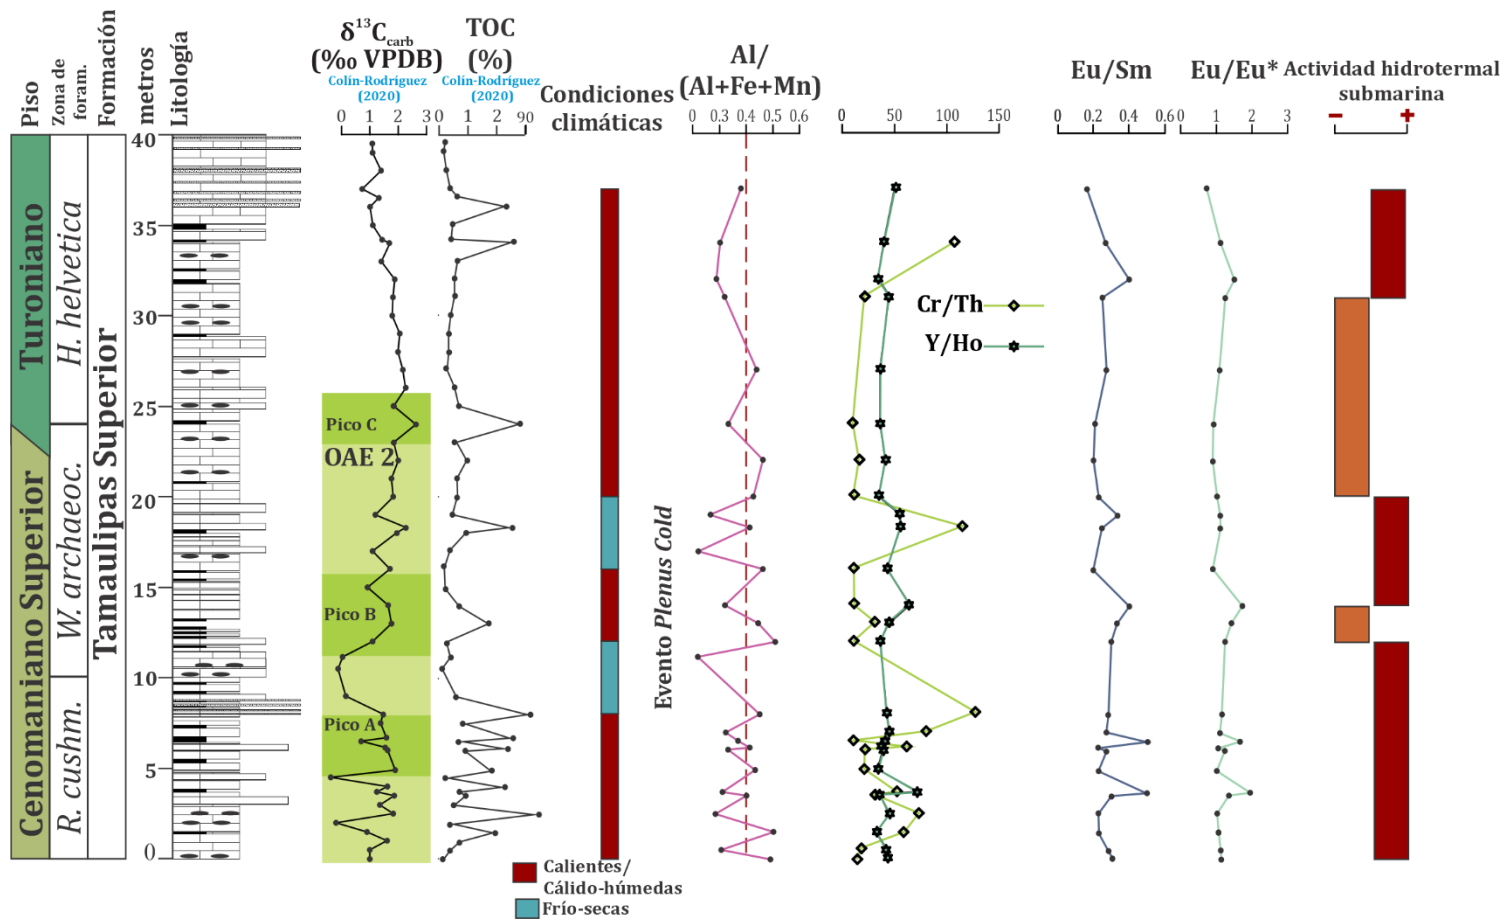 Piso
Zona de
foram.
Formación
metros
Litología
δ¹³C carb
(‰ VPDB)
Colín-Rodríguez
(2020)
0 1 2 3
TOC
(%)
Colín-Rodríguez
(2020)
0 1 2 90
Condiciones
climáticas
Al/
(Al+Fe+Mn)
0 0.3 0.4 0.5 0.6
0 50 100 150
Eu/Sm
0 0.2 0.4 0.6
Eu/Eu*
0 1 2 3
Actividad hidrotermal
submarina
− +
Turoniano
Cenomaniano Superior
H. helvetica
W. archaeoc.
R. cushm.
Tamaulipas Superior
40
35
30
25
20
15
10
5
0
Pico C
OAE 2
Pico B
Pico A
Evento Plenus Cold
Cr/Th
Y/Ho
Calientes/
Cálido-húmedas
Frío-secas